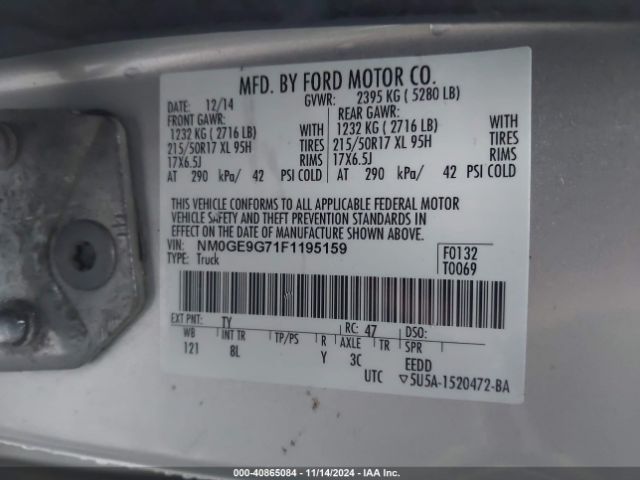 MFD. BY FORD MOTOR CO.
DATE: 12/14 GVWR: 2395 KG ( 5280 LB)
FRONT GAWR: REAR GAWR:
1232 KG ( 2716 LB) WITH 1232 KG ( 2716 LB) WITH
215/50R17 XL 95H TIRES 215/50R17 XL 95H TIRES
17X6.5J RIMS 17X6.5J RIMS
AT 290 kPa/ 42 PSI COLD AT 290 kPa/ 42 PSI COLD
THIS VEHICLE CONFORMS TO ALL APPLICABLE FEDERAL MOTOR
VEHICLE SAFETY AND THEFT PREVENTION STANDARDS IN
EFFECT ON THE DATE OF MANUFACTURE SHOWN ABOVE.
VIN: NM0GE9G71F1195159 F0132
TYPE: Truck T0069
EXT PNT: TY RC: 47 DSO:
WB INT TR TP/PS R AXLE TR SPR
121 8L Y 3C EEDD
UTC ▽5U5A-1520472-BA
000-40865084 - 11/14/2024 - IAA Inc.